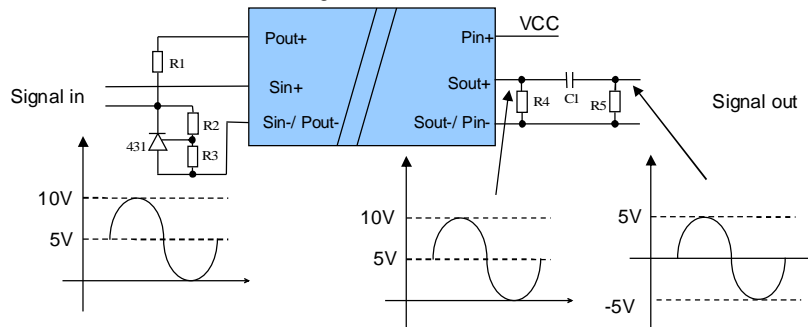 VCC
Pout+
Pin+
R1
Sin+
Sout+
Signal in
R4
C1
R5
Signal out
R2
Sin-/ Pout-
Sout-/ Pin-
431
R3
10V
5V
10V
5V
5V
-5V